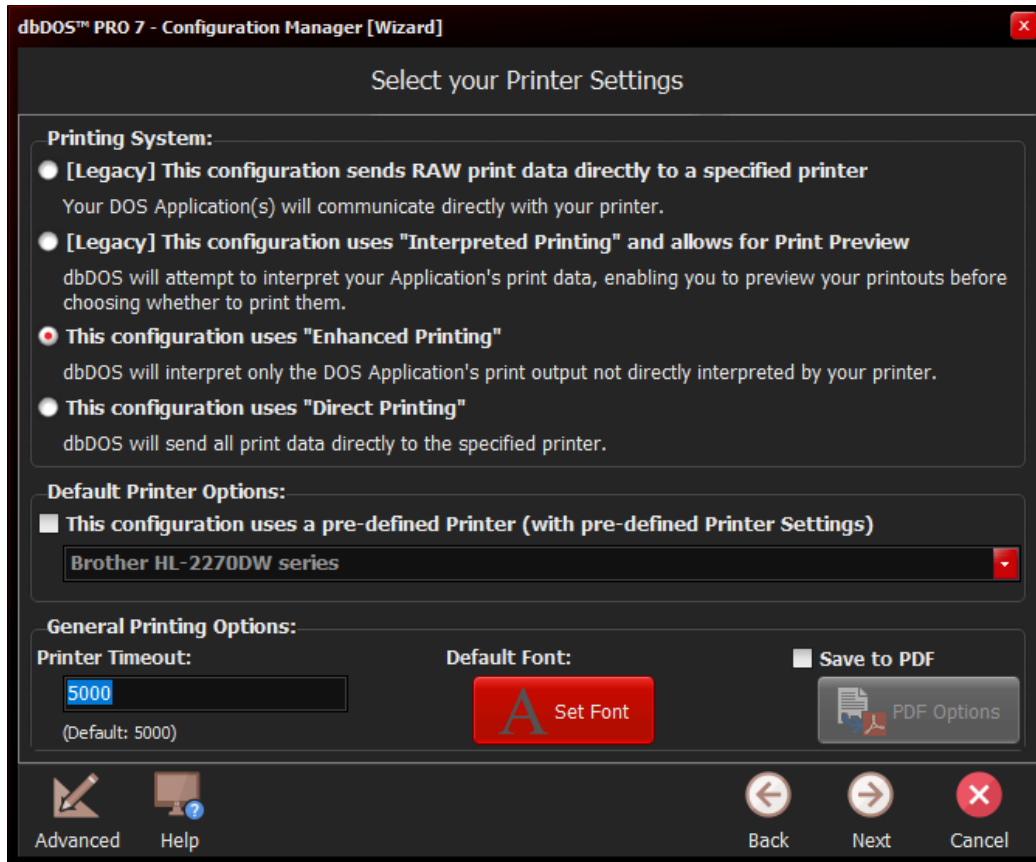 dbDOS™ PRO 7 - Configuration Manager [Wizard]
Select your Printer Settings
Printing System:
[Legacy] This configuration sends RAW print data directly to a specified printer
Your DOS Application(s) will communicate directly with your printer.
[Legacy] This configuration uses "Interpreted Printing" and allows for Print Preview
dbDOS will attempt to interpret your Application's print data, enabling you to preview your printouts before
choosing whether to print them.
This configuration uses "Enhanced Printing"
dbDOS will interpret only the DOS Application's print output not directly interpreted by your printer.
This configuration uses "Direct Printing"
dbDOS will send all print data directly to the specified printer.
Default Printer Options:
This configuration uses a pre-defined Printer (with pre-defined Printer Settings)
Brother HL-2270DW series
General Printing Options:
Printer Timeout: Default Font: Save to PDF
5000 A Set Font PDF Options
(Default: 5000)
Advanced Help Back Next Cancel